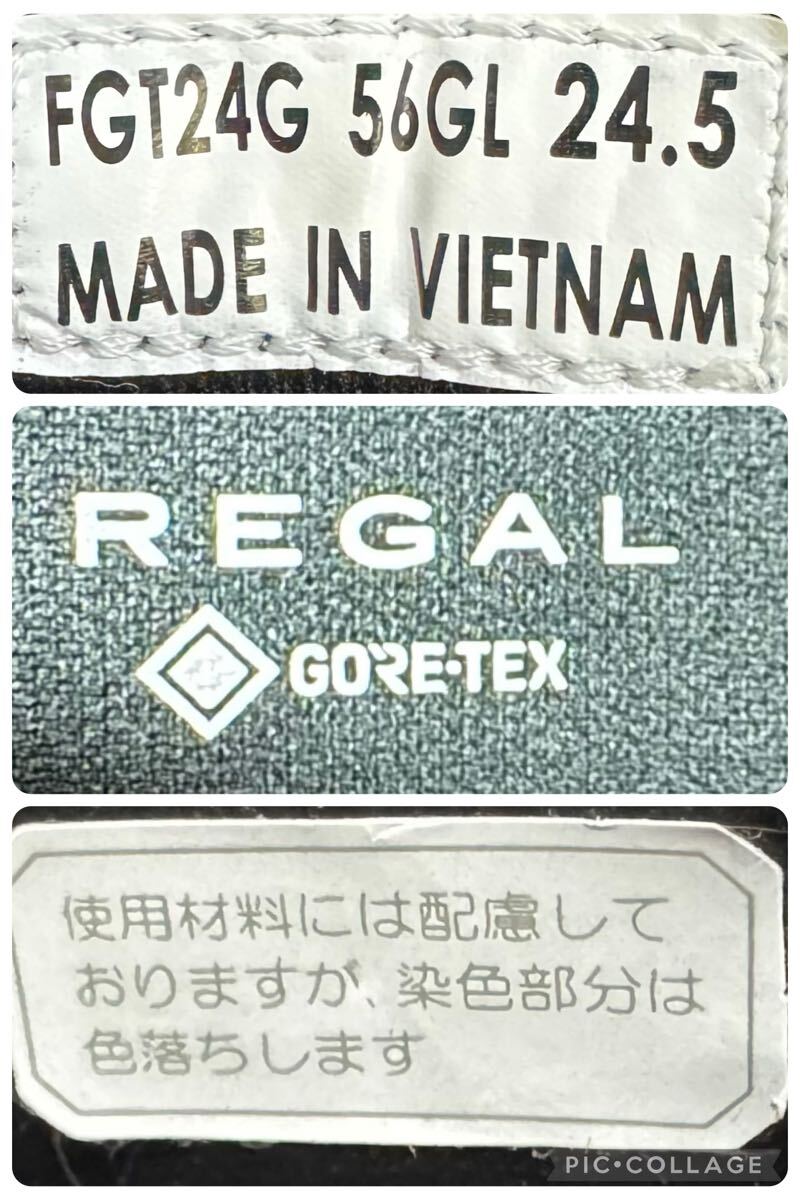 FGT24G 56GL 24.5
MADE IN VIETNAM
REGAL
GORE-TEX
使用材料には配慮して
おりますが、染色部分は
色落ちします
PIC•COLLAGE